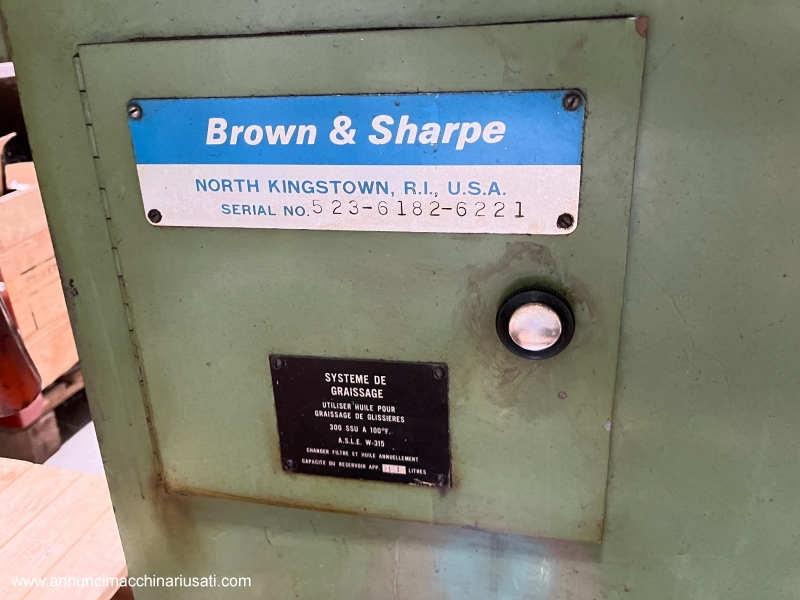 Brown & Sharpe
NORTH KINGSTOWN, R.I., U.S.A.
SERIAL NO. 523-6182-6221
SYSTEME DE
GRAISSAGE
UTILISER HUILE POUR
GRAISSAGE DE GLISSIERES
300 SSU A 100°F.
A.S.L.E. W-315
CHANGER FILTRE ET HUILE ANNUELLEMENT
CAPACITE DU RESERVOIR APP. LITRES
www.annuncimacchinariusati.com